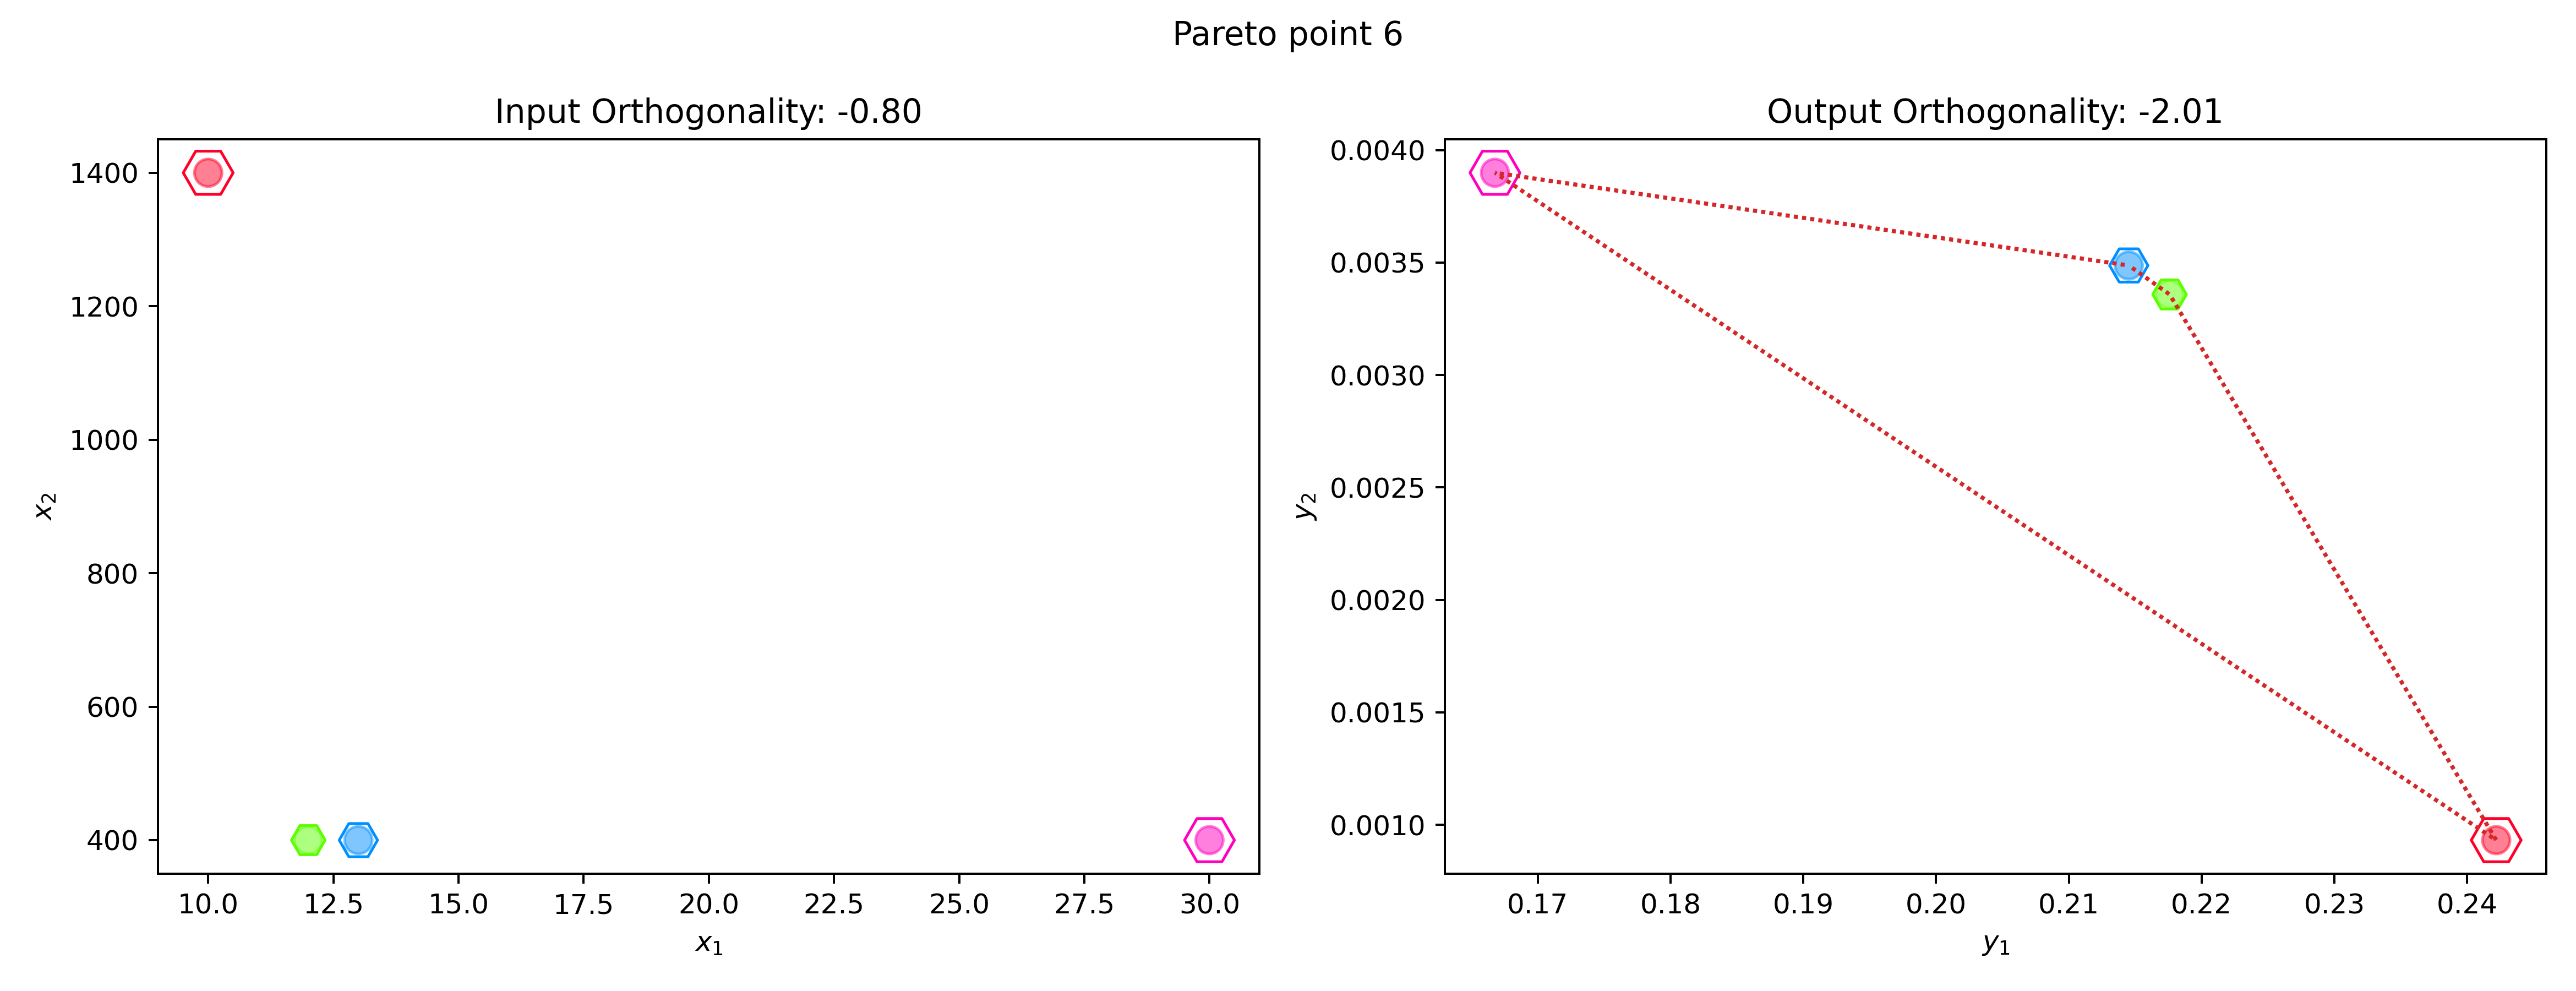 Pareto point 6
Input Orthogonality: -0.80
1400
1200
1000
800
600
400
x₂
10.0 12.5 15.0 17.5 20.0 22.5 25.0 27.5 30.0
x₁
Output Orthogonality: -2.01
0.0040
0.0035
0.0030
0.0025
0.0020
0.0015
0.0010
y₂
0.17 0.18 0.19 0.20 0.21 0.22 0.23 0.24
y₁